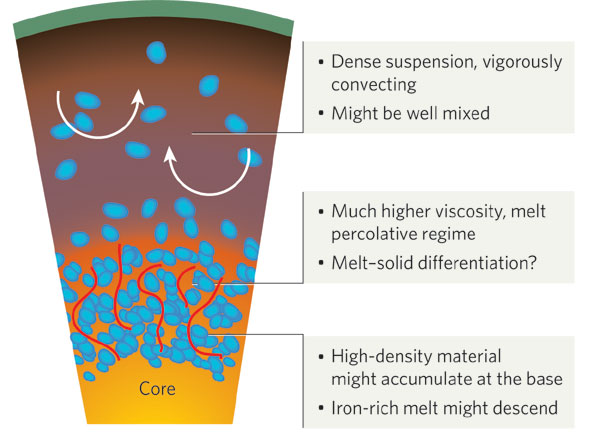 • Dense suspension, vigorously
convecting
• Might be well mixed
• Much higher viscosity, melt
percolative regime
• Melt–solid differentiation?
• High-density material
might accumulate at the base
• Iron-rich melt might descend
Core